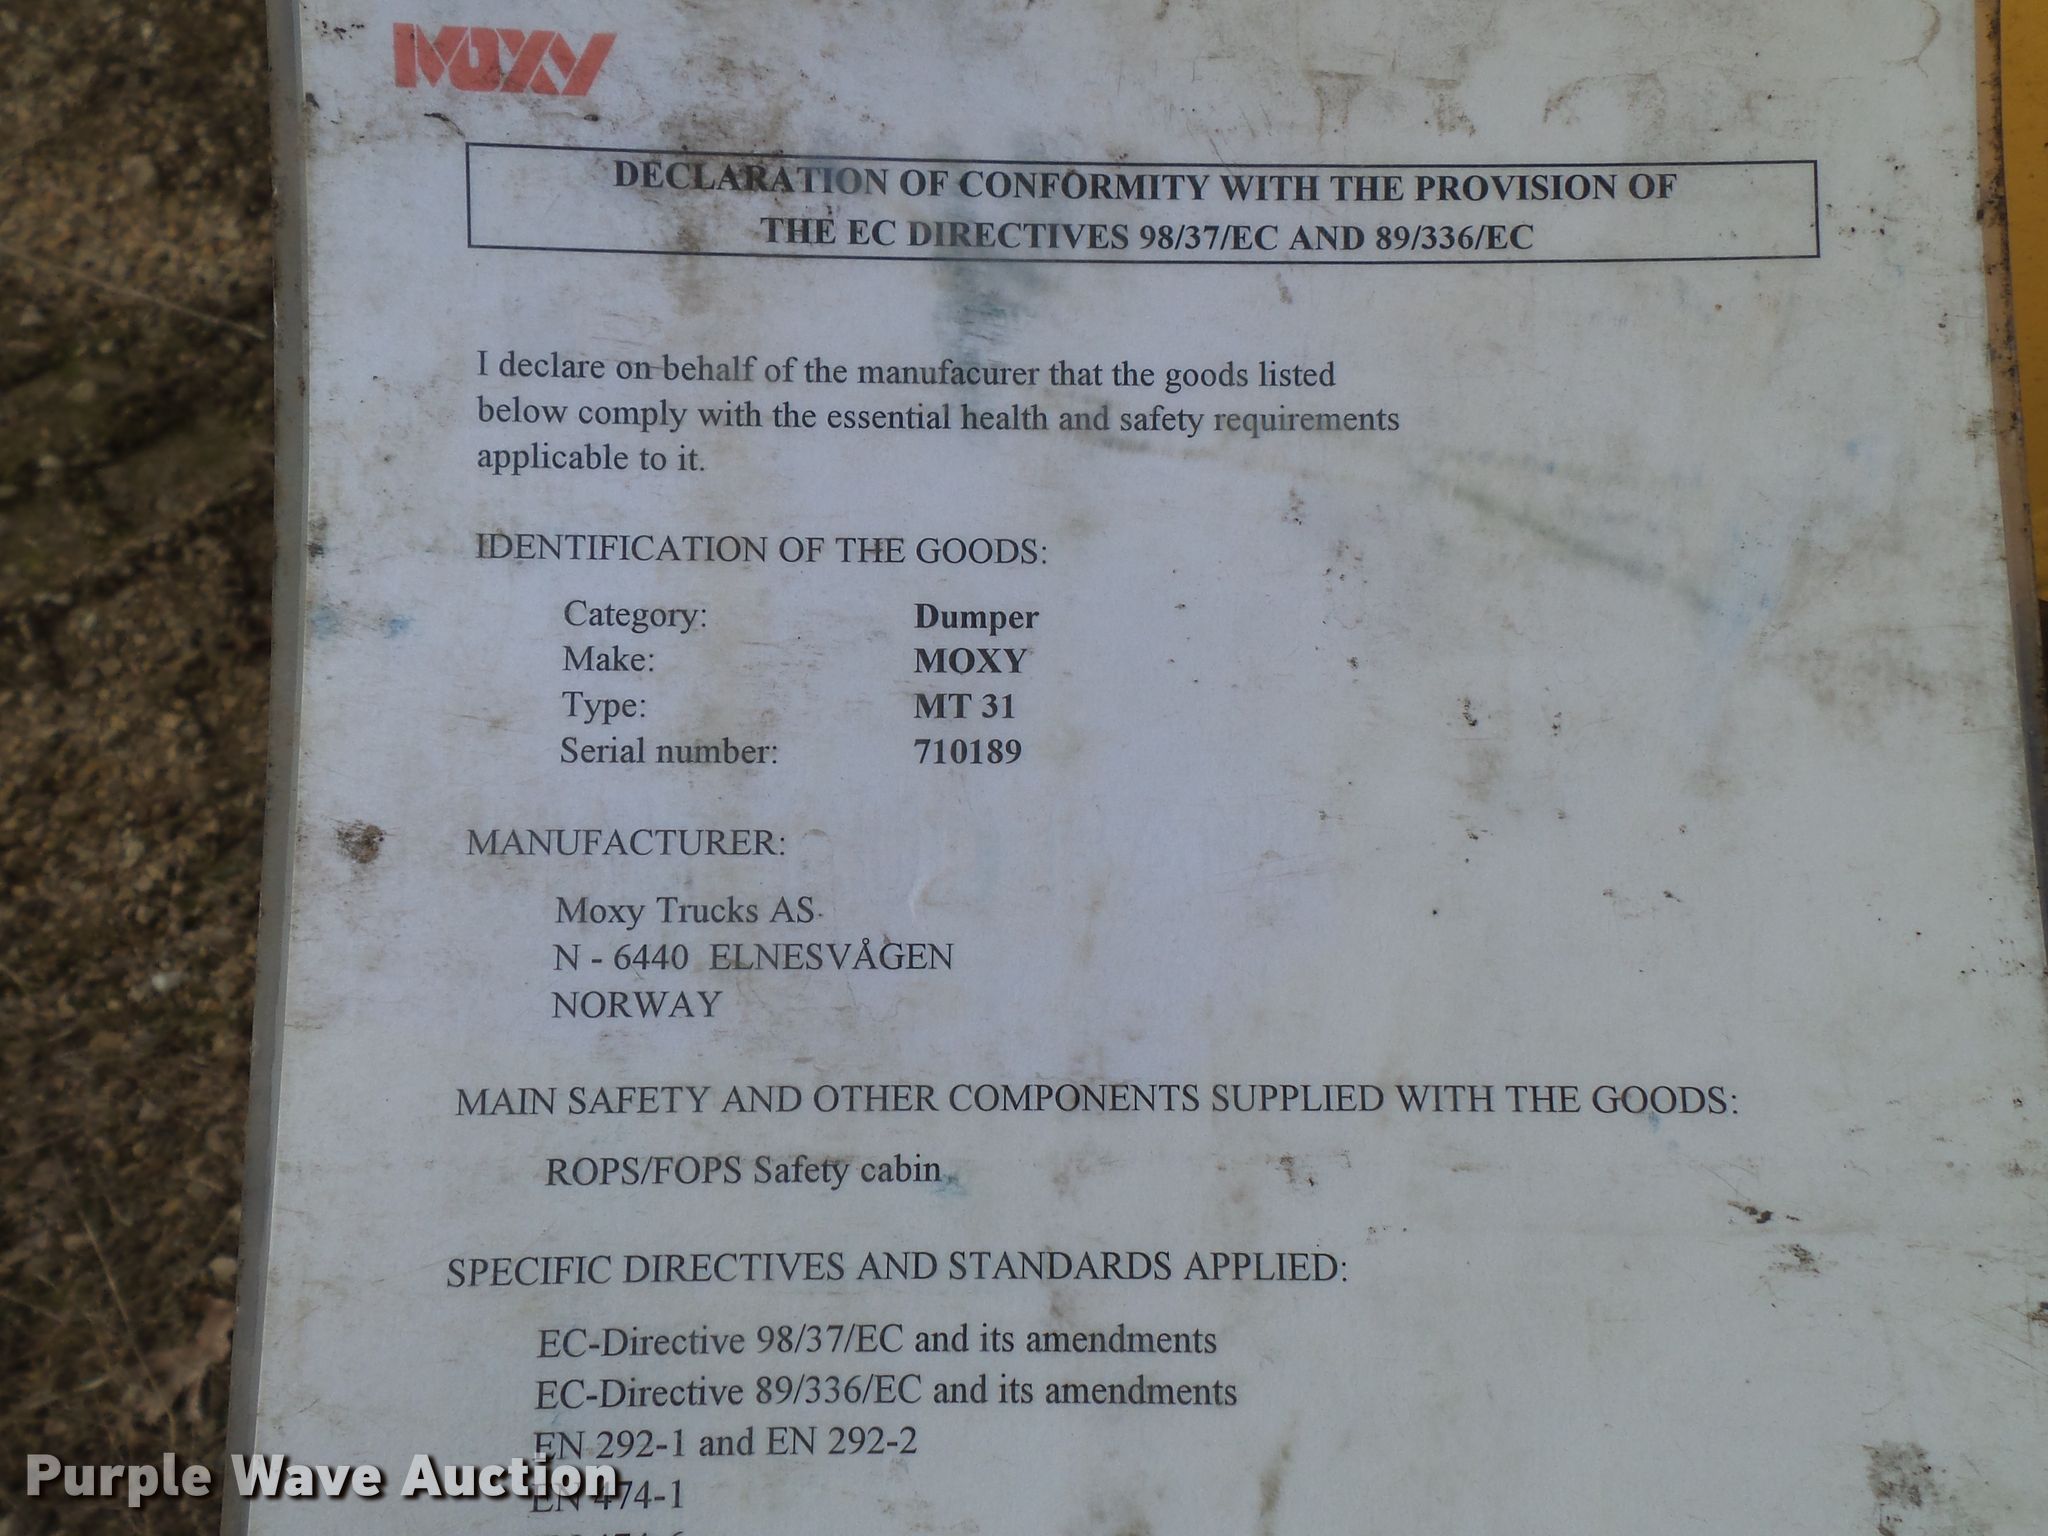 MOXY
DECLARATION OF CONFORMITY WITH THE PROVISION OF
THE EC DIRECTIVES 98/37/EC AND 89/336/EC
I declare on behalf of the manufacurer that the goods listed
below comply with the essential health and safety requirements
applicable to it.
IDENTIFICATION OF THE GOODS:
Category: Dumper
Make: MOXY
Type: MT 31
Serial number: 710189
MANUFACTURER:
Moxy Trucks AS
N - 6440 ELNESVÅGEN
NORWAY
MAIN SAFETY AND OTHER COMPONENTS SUPPLIED WITH THE GOODS:
ROPS/FOPS Safety cabin
SPECIFIC DIRECTIVES AND STANDARDS APPLIED:
EC-Directive 98/37/EC and its amendments
EC-Directive 89/336/EC and its amendments
EN 292-1 and EN 292-2
EN 474-1
Purple Wave Auction